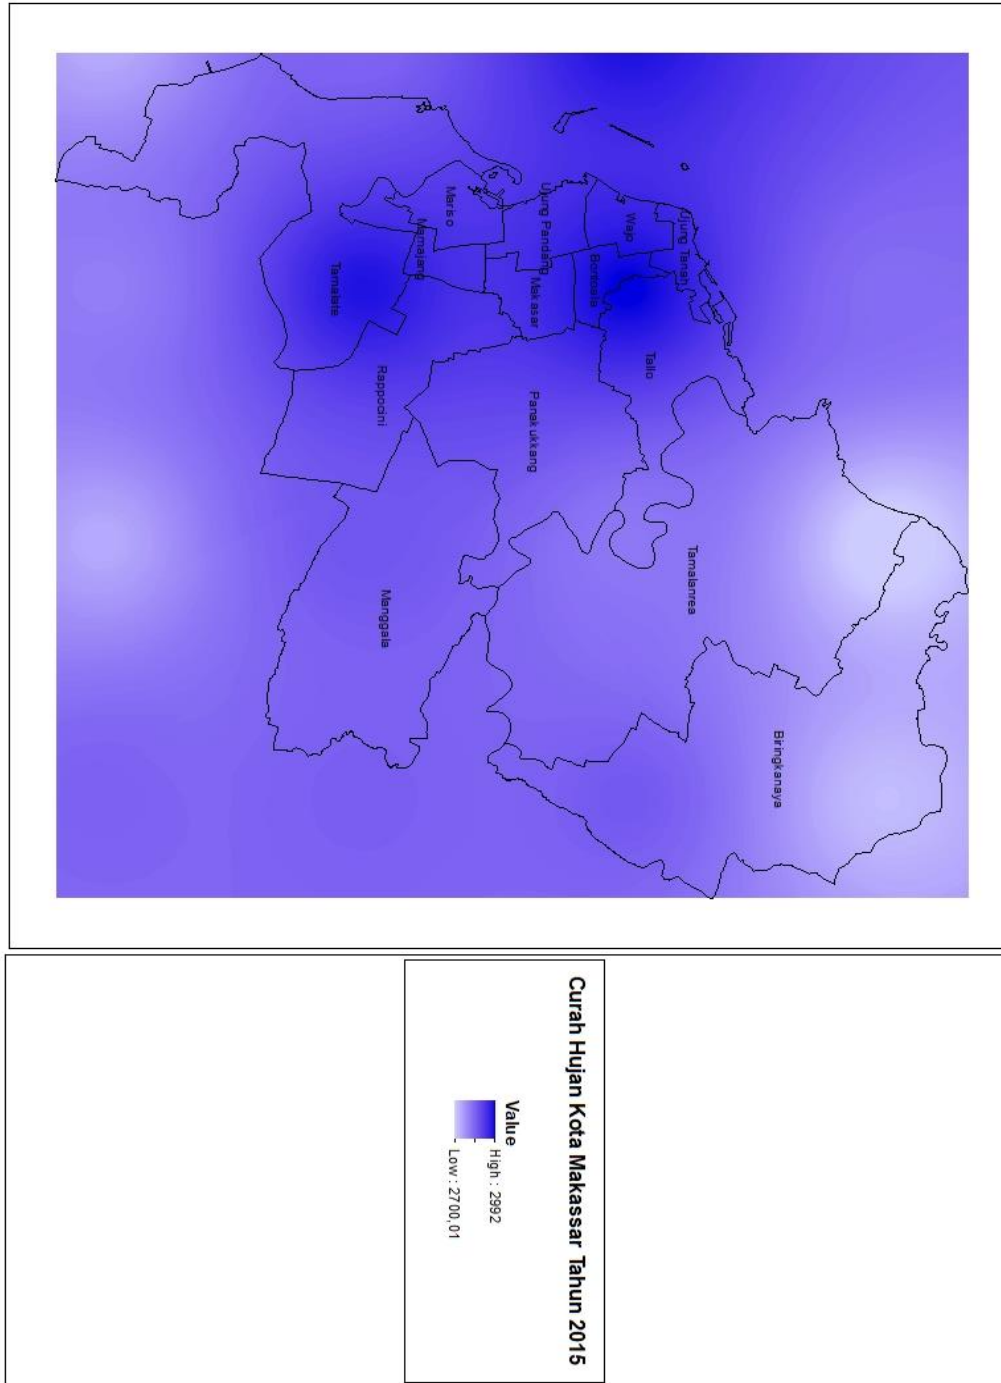 Biringkanaya
Tamalanrea
Ujung Tanah
Tallo
Wajo
Bontoala
Ujung Pandang
Makasar
Panakukkang
Mariso
Mamajang
Manggala
Rappocini
Tamalate
Curah Hujan Kota Makassar Tahun 2015
Value
High : 2992
Low : 2700,01